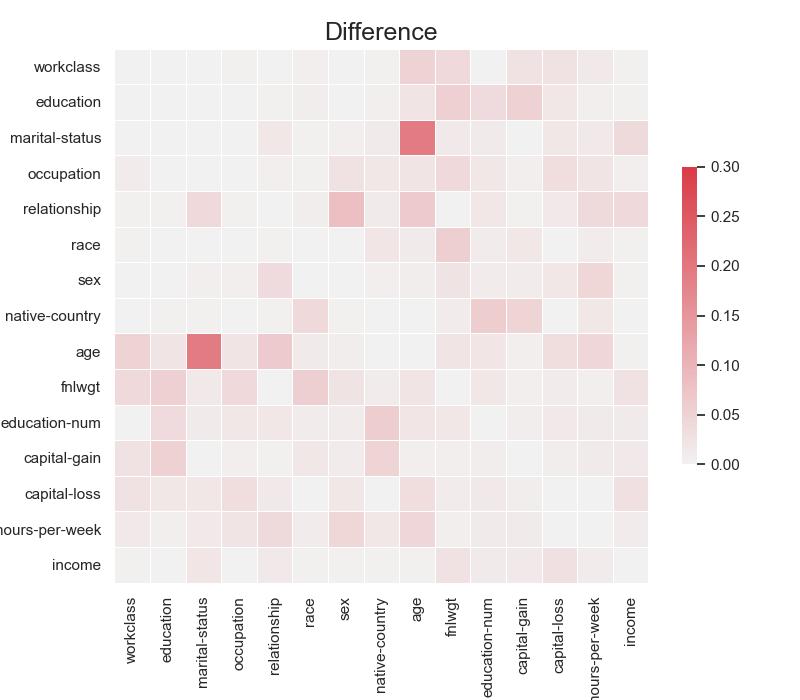 Difference
workclass
education
marital-status
occupation
relationship
race
sex
native-country
age
fnlwgt
education-num
capital-gain
capital-loss
hours-per-week
income
0.30
0.25
0.20
0.15
0.10
0.05
0.00
workclass
education
marital-status
occupation
relationship
race
sex
native-country
age
fnlwgt
education-num
capital-gain
capital-loss
hours-per-week
income